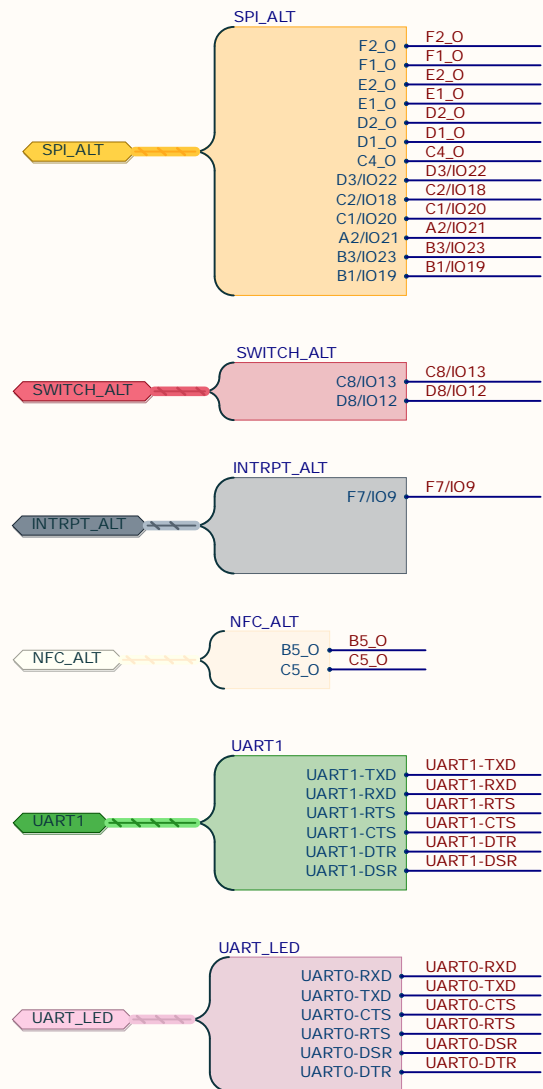 SPI_ALT
F2_O F2_O
F1_O F1_O
E2_O E2_O
E1_O E1_O
D2_O D2_O
D1_O D1_O
SPI_ALT
C4_O C4_O
D3/IO22 D3/IO22
C2/IO18 C2/IO18
C1/IO20 C1/IO20
A2/IO21 A2/IO21
B3/IO23 B3/IO23
B1/IO19 B1/IO19
SWITCH_ALT
C8/IO13 C8/IO13
SWITCH_ALT
D8/IO12 D8/IO12
INTRPT_ALT
F7/IO9 F7/IO9
INTRPT_ALT
NFC_ALT
B5_O B5_O
NFC_ALT
C5_O C5_O
UART1
UART1-TXD UART1-TXD
UART1-RXD UART1-RXD
UART1-RTS UART1-RTS
UART1
UART1-CTS UART1-CTS
UART1-DTR UART1-DTR
UART1-DSR UART1-DSR
UART_LED
UART0-RXD UART0-RXD
UART0-TXD UART0-TXD
UART0-CTS UART0-CTS
UART_LED
UART0-RTS UART0-RTS
UART0-DSR UART0-DSR
UART0-DTR UART0-DTR